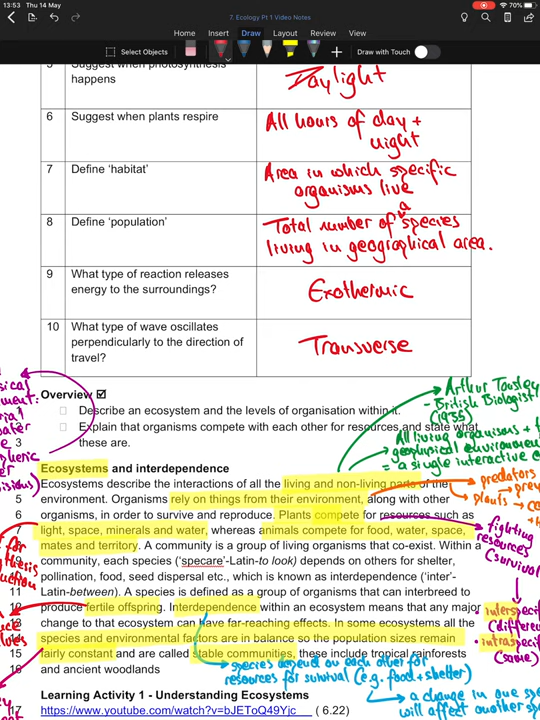 13:53 Thu 14 May
70%
7. Ecology Pt 1 Video Notes
Home Insert Draw Layout Review View
Select Objects
Draw with Touch
5 Suggest when photosynthesis happens
Daylight
6 Suggest when plants respire
All hours of day +
night
7 Define ‘habitat’
Area in which specific
organisms live
8 Define ‘population’
Total number of a species
living in geographical area.
9 What type of reaction releases
energy to the surroundings?
Exothermic
10 What type of wave oscillates
perpendicularly to the direction of
travel?
Transverse
Overview
1 Describe an ecosystem and the levels of organisation within it.
2 Explain that organisms compete with each other for resources and state what
3 these are.
Arthur Tansley
- British Biologist
(1935)
All living organisms +
geophysical environment
= a single interactive
Ecosystems and interdependence
Ecosystems describe the interactions of all the living and non-living parts of the
5 environment. Organisms rely on things from their environment, along with other
organisms, in order to survive and reproduce. Plants compete for resources such as
light, space, minerals and water, whereas animals compete for food, water, space,
mates and territory. A community is a group of living organisms that co-exist. Within a
community, each species (‘specare’-Latin-to look) depends on others for shelter,
pollination, food, seed dispersal etc., which is known as interdependence (‘inter’-
11 Latin-between). A species is defined as a group of organisms that can interbreed to
12 produce fertile offspring. Interdependence within an ecosystem means that any major
13 change to that ecosystem can have far-reaching effects. In some ecosystems all the
14 species and environmental factors are in balance so the population sizes remain
15 fairly constant and are called stable communities, these include tropical rainforests
16 and ancient woodlands
predators
plants
fighting
resources
(survival
interspecific
(different
intraspecific
(same)
species depend on each other for
resources for survival (e.g. food + shelter)
a change in one
will affect another
Learning Activity 1 - Understanding Ecosystems
17 https://www.youtube.com/watch?v=bJEToQ49Yjc ( 6.22)